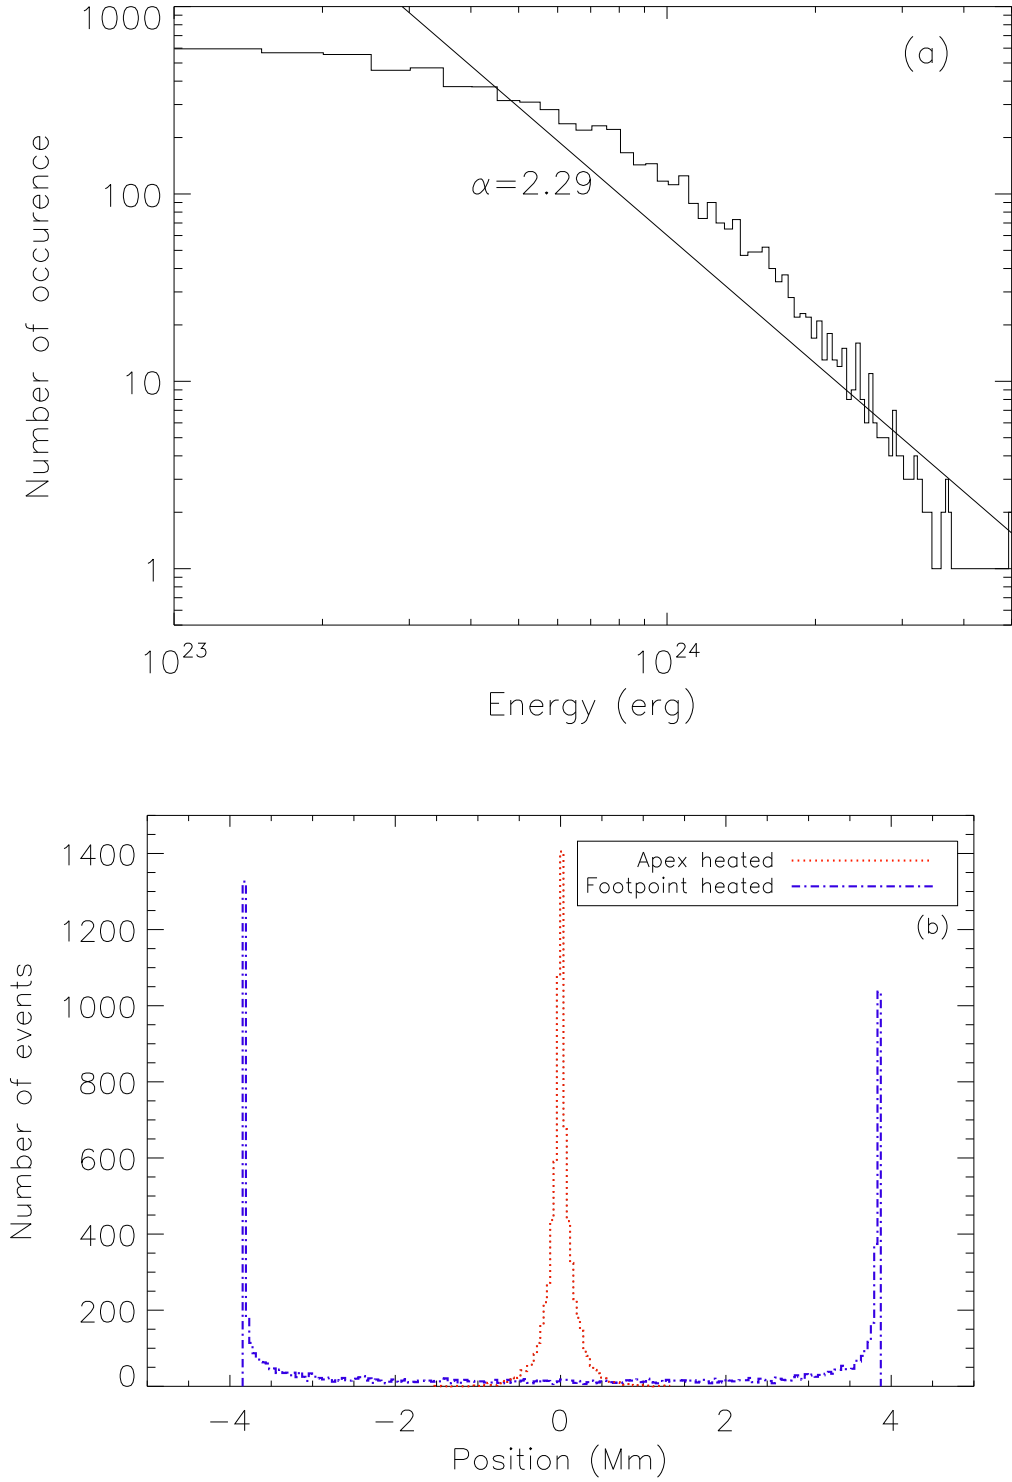 1000
(a)
α=2.29
100
10
1
Number of occurence
10^23
10^24
Energy (erg)
1400
1200
1000
800
600
400
200
0
Number of events
Apex heated
Footpoint heated
(b)
−4
−2
0
2
4
Position (Mm)